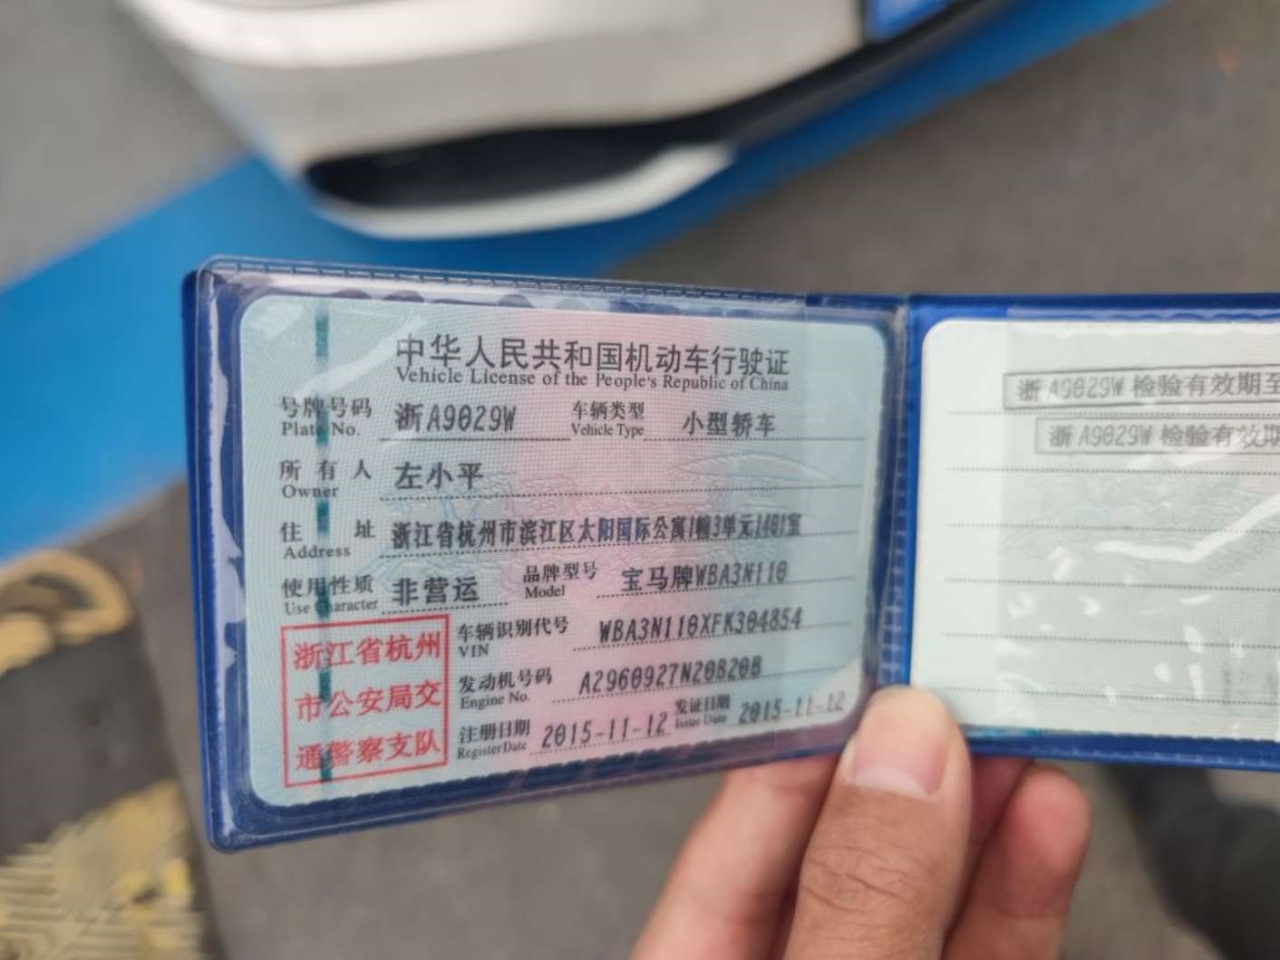 中华人民共和国机动车行驶证
Vehicle License of the People's Republic of China
号牌号码 浙A9029W 车辆类型 小型轿车
Plate No. Vehicle Type
所有人 左小平
Owner
住址 浙江省杭州市滨江区太阳国际公寓1幢3单元1401室
Address
使用性质 非营运 品牌型号 宝马牌WBA3N110
Use Character Model
车辆识别代号 WBA3N110XFK304854
VIN
发动机号码 A2960927N20B20B
Engine No.
注册日期 2015-11-12 发证日期 2015-11-12
Register Date Issue Date
浙江省杭州
市公安局交
通警察支队
浙A9029W检验有效期至
浙A9029W检验有效期